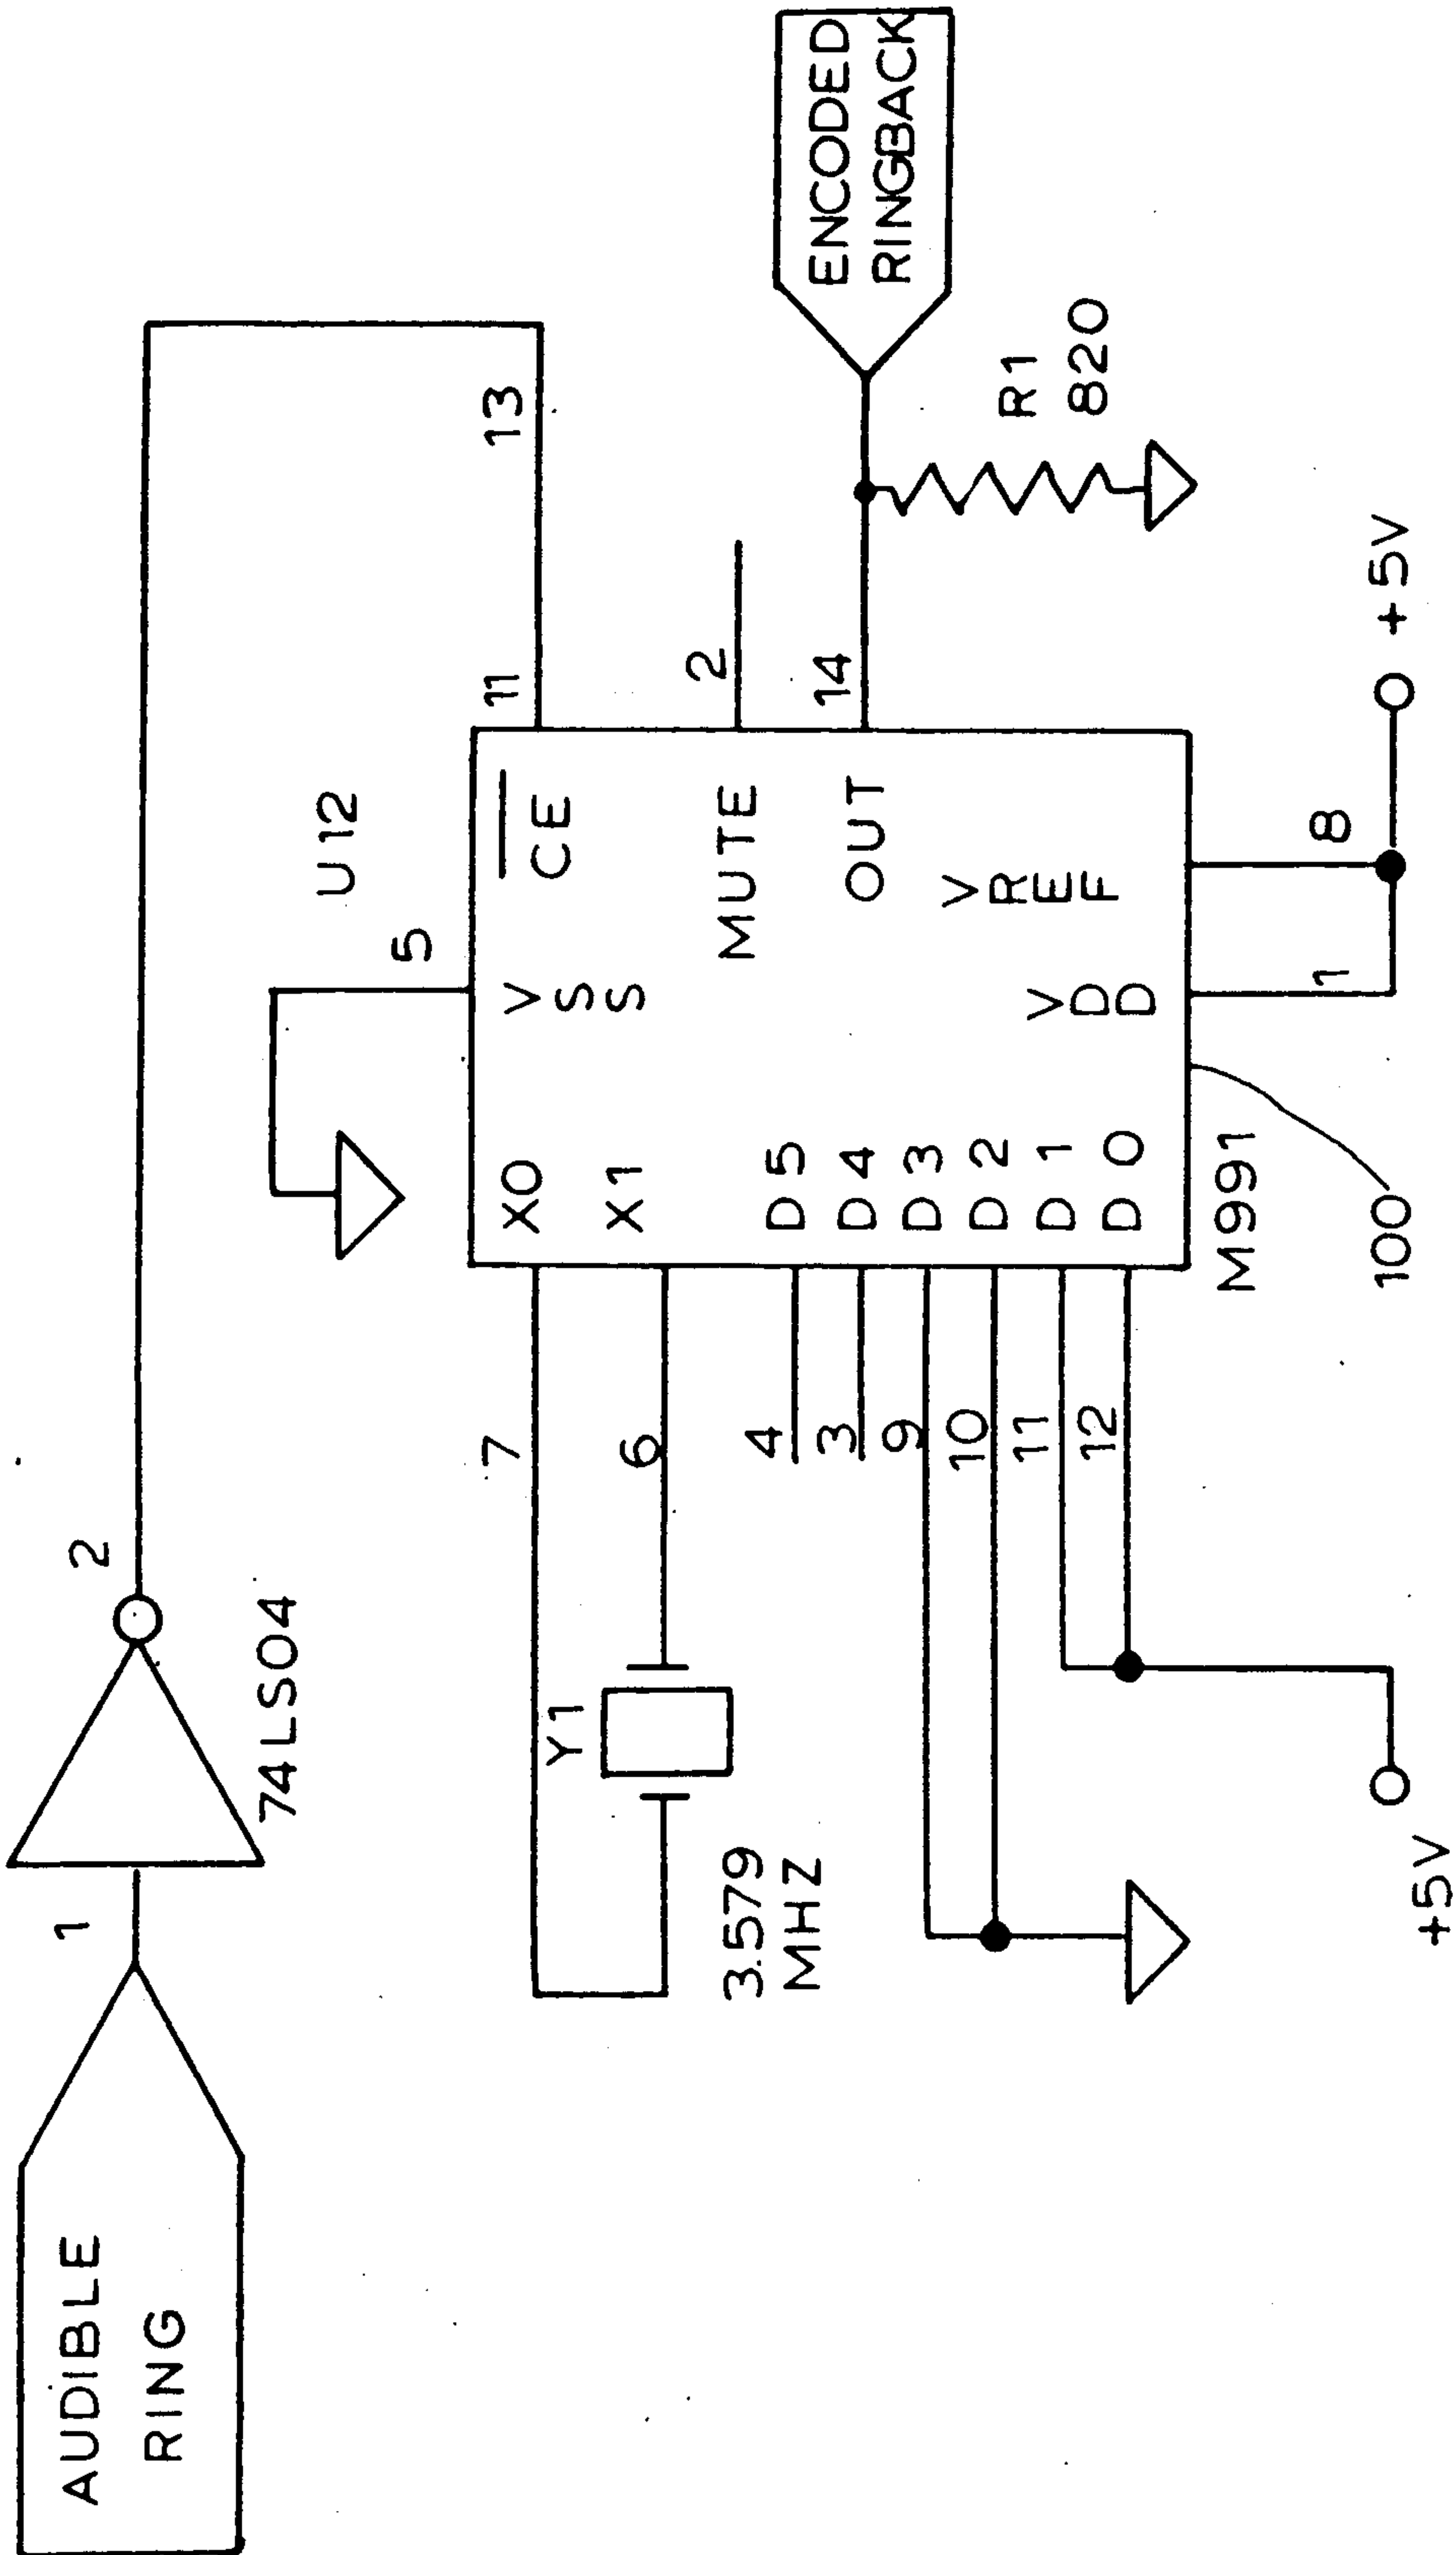 AUDIBLE
RING
1
2
74LS04
U12
5
11
13
7
X0
V
S
S
CE
Y1
6
X1
3.579
MHZ
MUTE
2
4
D5
3
D4
OUT
14
ENCODED
RINGBACK
9
D3
10
D2
V
REF
R1
820
11
D1
V
D
D
12
D0
M991
1
8
+5V
+5V
100